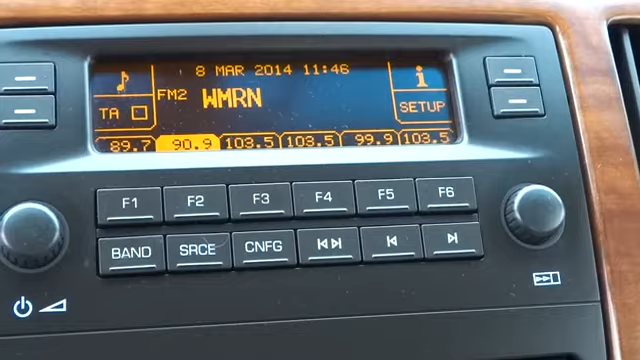 8 MAR 2014 11:46
FM2 WMRN
TA
SETUP
89.7 90.9 103.5 103.5 99.9 103.5
F1 F2 F3 F4 F5 F6
BAND SRCE CNFG